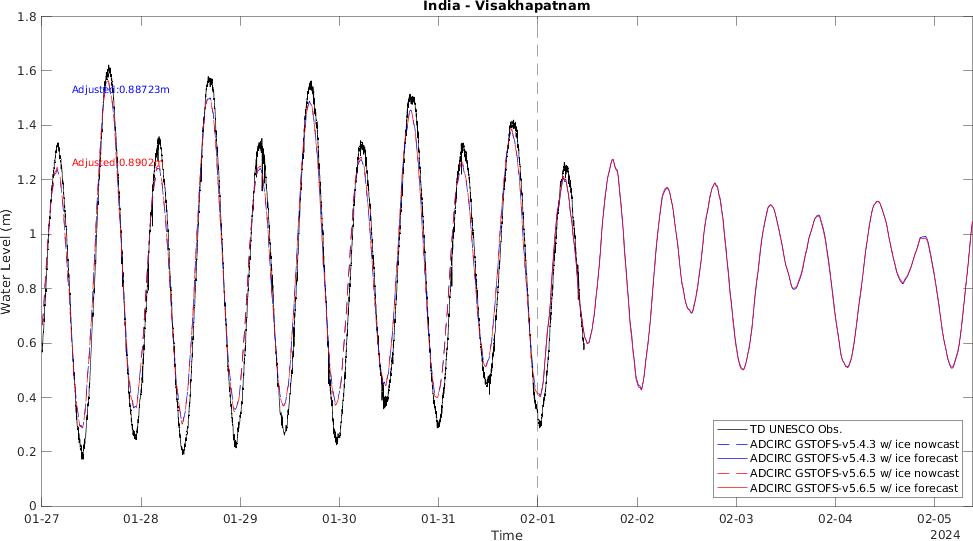 India - Visakhapatnam
1.8
1.6
1.4
1.2
1
0.8
0.6
0.4
0.2
0
Water Level (m)
Adjusted:0.88723m
Adjusted:0.8902
01-27
01-28
01-29
01-30
01-31
02-01
02-02
02-03
02-04
02-05
2024
Time
TD UNESCO Obs.
ADCIRC GSTOFS-v5.4.3 w/ ice nowcast
ADCIRC GSTOFS-v5.4.3 w/ ice forecast
ADCIRC GSTOFS-v5.6.5 w/ ice nowcast
ADCIRC GSTOFS-v5.6.5 w/ ice forecast